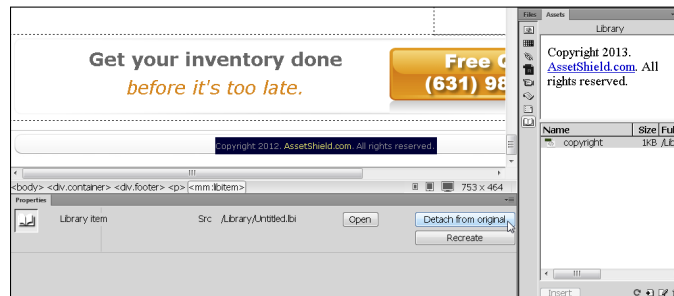 Files Assets
Library
Get your inventory done
before it's too late.
Free
(631) 98
Copyright 2013.
AssetShield.com. All
rights reserved.
Copyright 2012. AssetShield.com. All rights reserved.
Name Size Ful
copyright 1KB /Lib
<body> <div.container> <div.footer> <p> <mm:libitem> 753 x 464
Properties
Library item Src /Library/Untitled.lbi Open Detach from original
Recreate
Insert